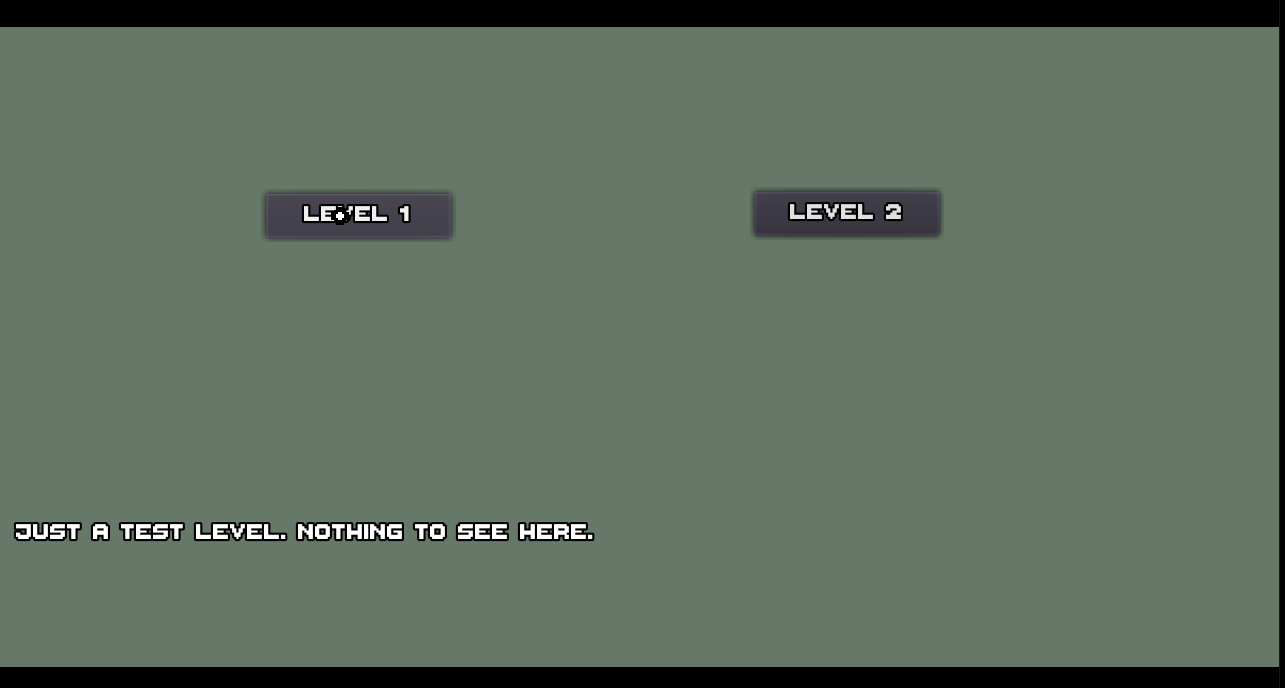 LEVEL 1
LEVEL 2
JUST A TEST LEVEL. NOTHING TO SEE HERE.